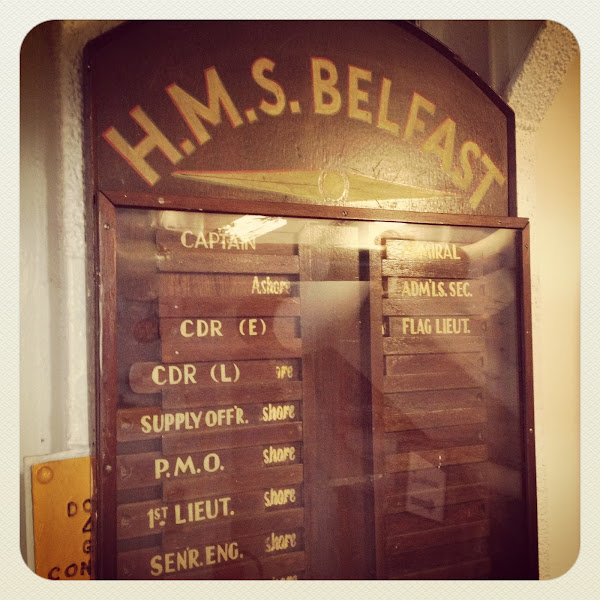 H.M.S. BELFAST
CAPTAIN
Ashore
CDR (E)
CDR (L)
SUPPLY OFF'R. shore
P.M.O. shore
1ST LIEUT. shore
SEN'R. ENG. shore
ADM'LS. SEC.
FLAG LIEUT.